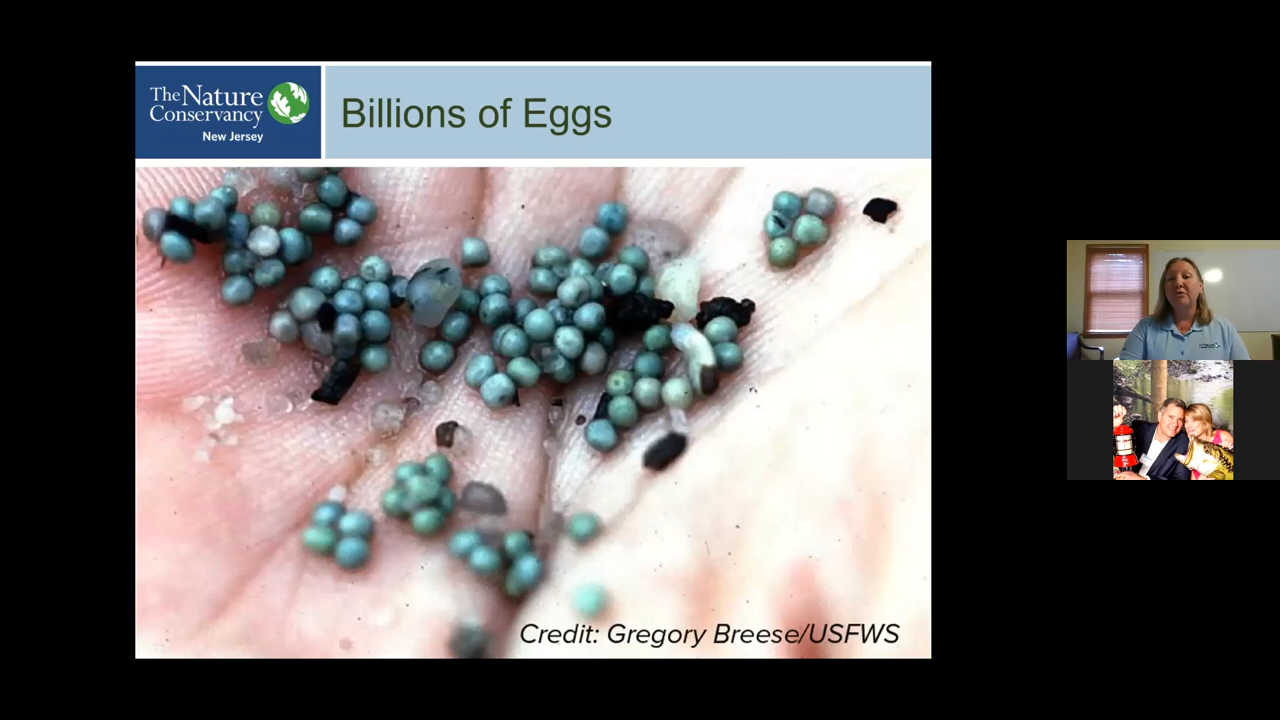 The Nature
Conservancy
New Jersey
Billions of Eggs
Credit: Gregory Breese/USFWS